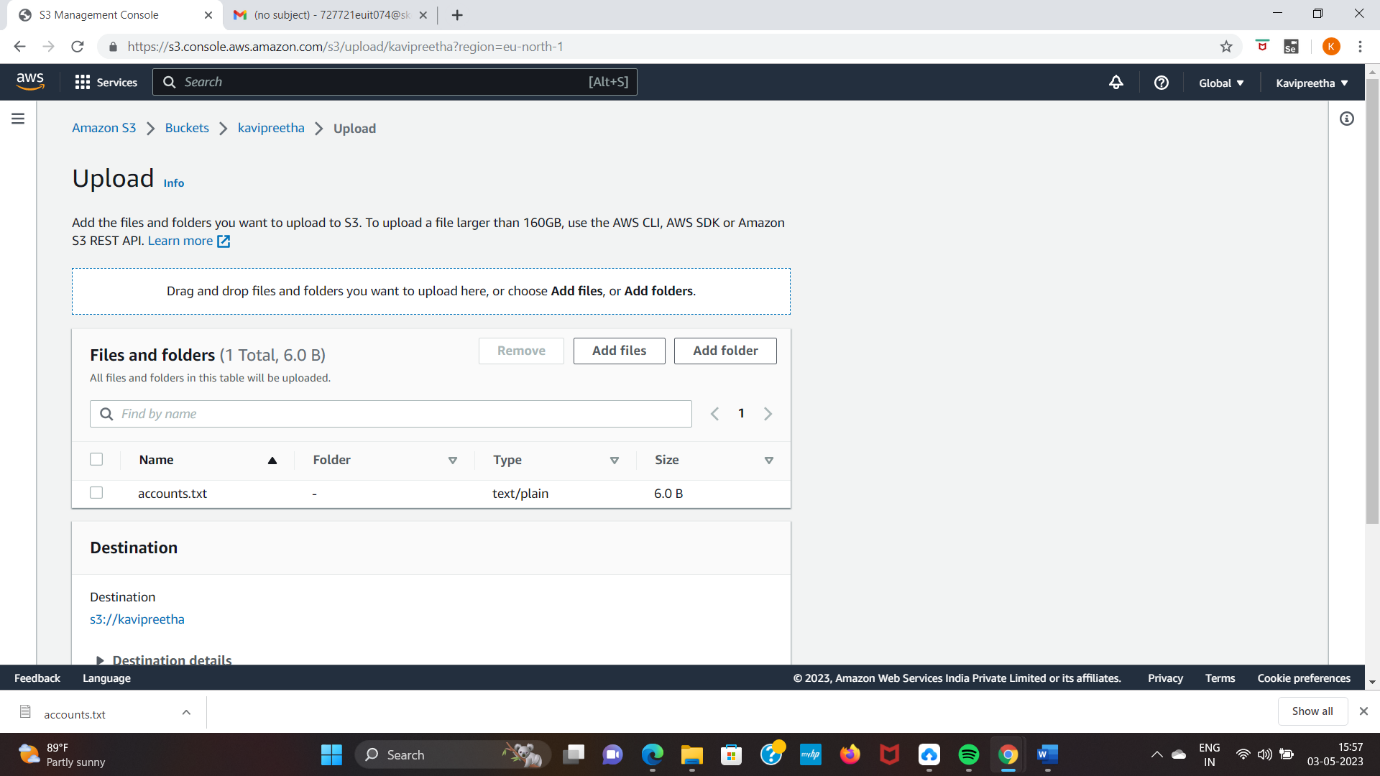 S3 Management Console
(no subject) - 727721euit074@sk
https://s3.console.aws.amazon.com/s3/upload/kavipreetha?region=eu-north-1
Se
K
aws
Services
Search
[Alt+S]
Global
Kavipreetha
Amazon S3
Buckets
kavipreetha
Upload
Upload
Info
Add the files and folders you want to upload to S3. To upload a file larger than 160GB, use the AWS CLI, AWS SDK or Amazon
S3 REST API. Learn more
Drag and drop files and folders you want to upload here, or choose Add files, or Add folders.
Files and folders (1 Total, 6.0 B)
Remove
Add files
Add folder
All files and folders in this table will be uploaded.
Find by name
1
Name
Folder
Type
Size
accounts.txt
-
text/plain
6.0 B
Destination
Destination
s3://kavipreetha
Destination details
Feedback
Language
© 2023, Amazon Web Services India Private Limited or its affiliates.
Privacy
Terms
Cookie preferences
accounts.txt
Show all
89°F
Partly sunny
Search
myhp
W
ENG
IN
15:57
03-05-2023